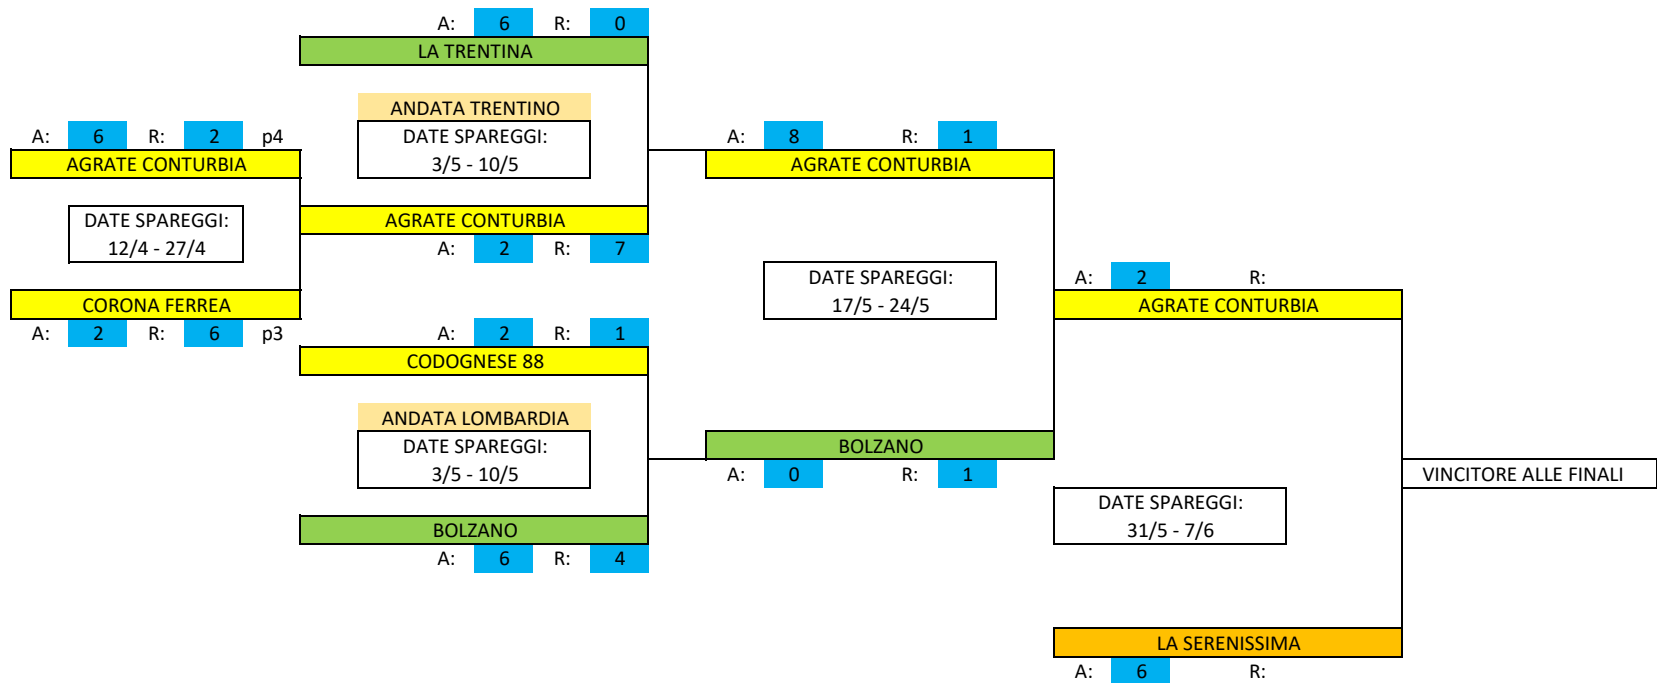 A: 6 R: 0
LA TRENTINA
ANDATA TRENTINO
DATE SPAREGGI:
3/5 - 10/5
A: 6 R: 2 p4
AGRATE CONTURBIA
DATE SPAREGGI:
12/4 - 27/4
CORONA FERREA
A: 2 R: 6 p3
AGRATE CONTURBIA
A: 2 R: 7
A: 2 R: 1
CODOGNESE 88
ANDATA LOMBARDIA
DATE SPAREGGI:
3/5 - 10/5
BOLZANO
A: 6 R: 4
A: 8 R: 1
AGRATE CONTURBIA
DATE SPAREGGI:
17/5 - 24/5
BOLZANO
A: 0 R: 1
A: 2 R:
AGRATE CONTURBIA
DATE SPAREGGI:
31/5 - 7/6
LA SERENISSIMA
A: 6 R:
VINCITORE ALLE FINALI